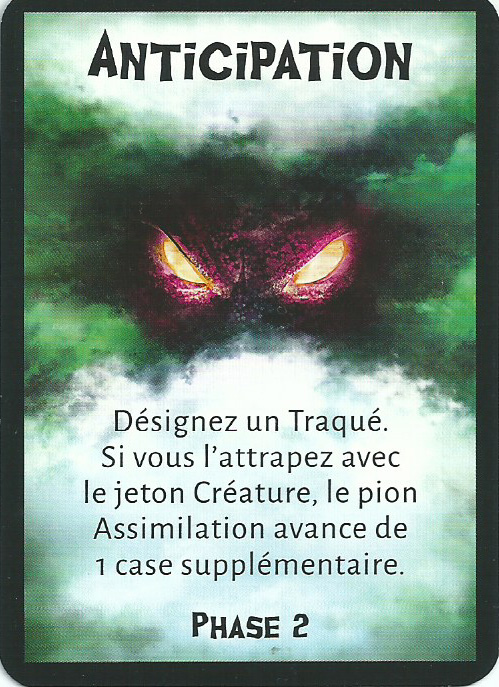 Anticipation
Désignez un Traqué.
Si vous l'attrapez avec
le jeton Créature, le pion
Assimilation avance de
1 case supplémentaire.
Phase 2